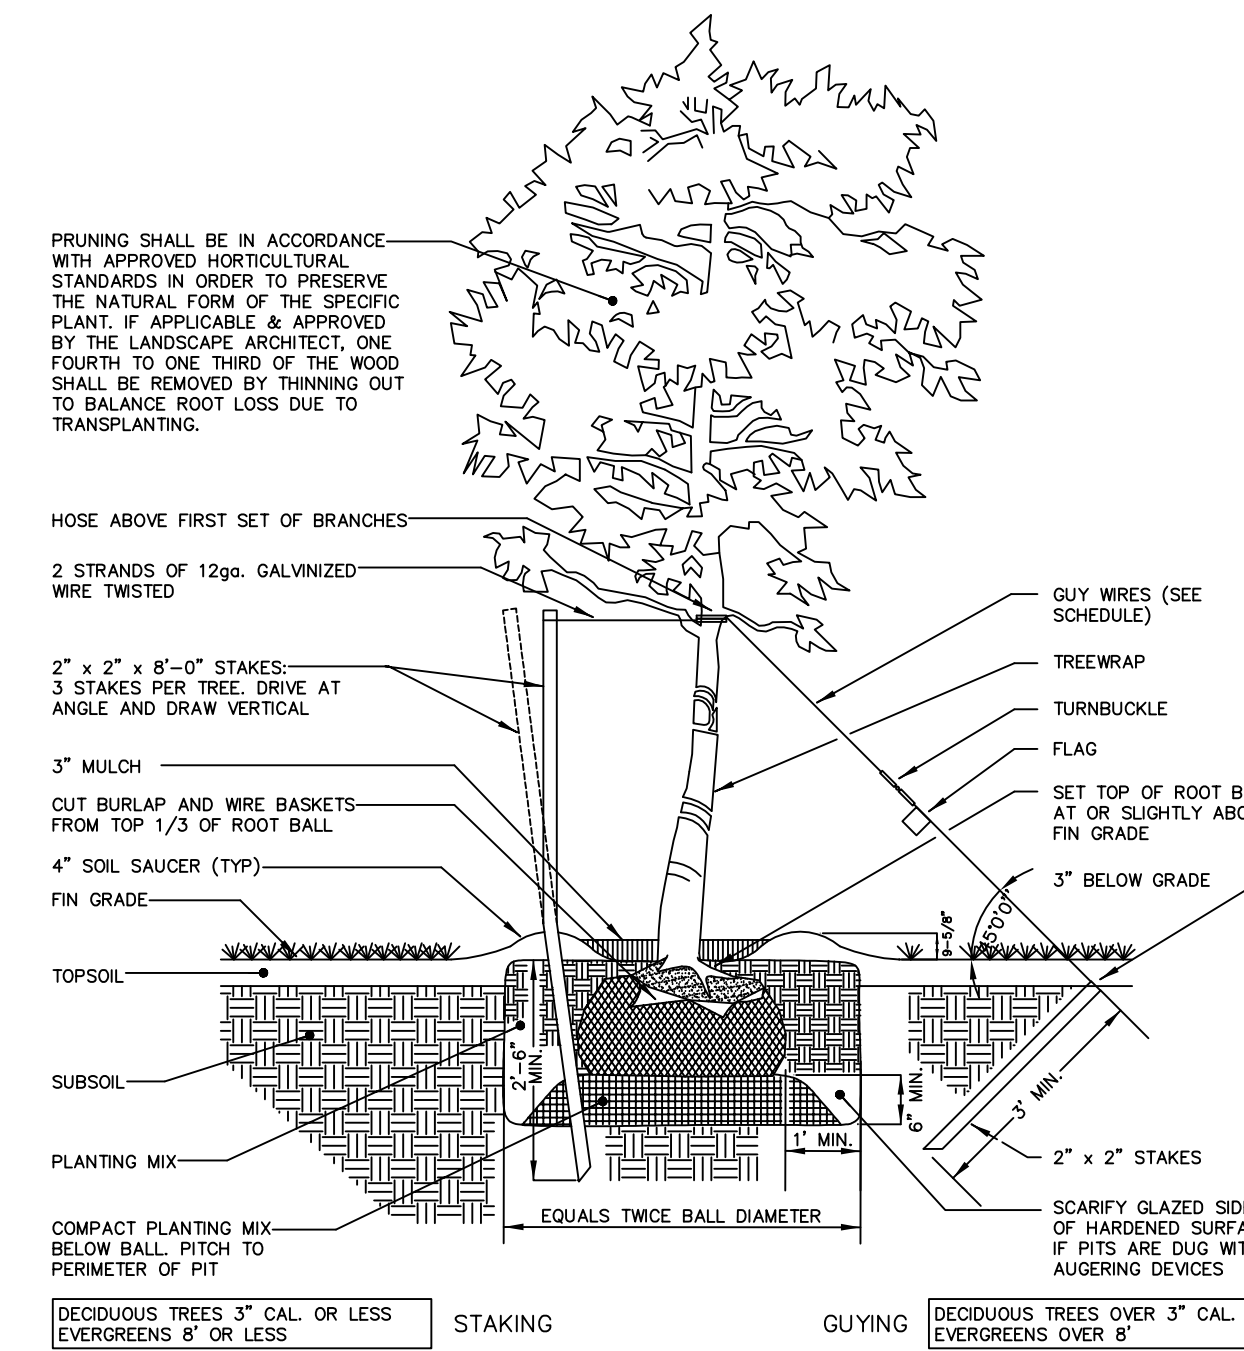 PRUNING SHALL BE IN ACCORDANCE
WITH APPROVED HORTICULTURAL
STANDARDS IN ORDER TO PRESERVE
THE NATURAL FORM OF THE SPECIFIC
PLANT. IF APPLICABLE & APPROVED
BY THE LANDSCAPE ARCHITECT, ONE
FOURTH TO ONE THIRD OF THE WOOD
SHALL BE REMOVED BY THINNING OUT
TO BALANCE ROOT LOSS DUE TO
TRANSPLANTING.
HOSE ABOVE FIRST SET OF BRANCHES
2 STRANDS OF 12ga. GALVINIZED
WIRE TWISTED
2" x 2" x 8'-0" STAKES:
3 STAKES PER TREE. DRIVE AT
ANGLE AND DRAW VERTICAL
3" MULCH
CUT BURLAP AND WIRE BASKETS
FROM TOP 1/3 OF ROOT BALL
4" SOIL SAUCER (TYP)
FIN GRADE
TOPSOIL
SUBSOIL
PLANTING MIX
COMPACT PLANTING MIX
BELOW BALL. PITCH TO
PERIMETER OF PIT
GUY WIRES (SEE
SCHEDULE)
TREEWRAP
TURNBUCKLE
FLAG
SET TOP OF ROOT B
AT OR SLIGHTLY ABO
FIN GRADE
3" BELOW GRADE
9-5/8"
45°0'0"
2'-6"
MIN.
6" MIN.
1' MIN.
3' MIN.
2" x 2" STAKES
EQUALS TWICE BALL DIAMETER
SCARIFY GLAZED SID
OF HARDENED SURFA
IF PITS ARE DUG WIT
AUGERING DEVICES
DECIDUOUS TREES 3" CAL. OR LESS
EVERGREENS 8' OR LESS
STAKING
GUYING
DECIDUOUS TREES OVER 3" CAL.
EVERGREENS OVER 8'